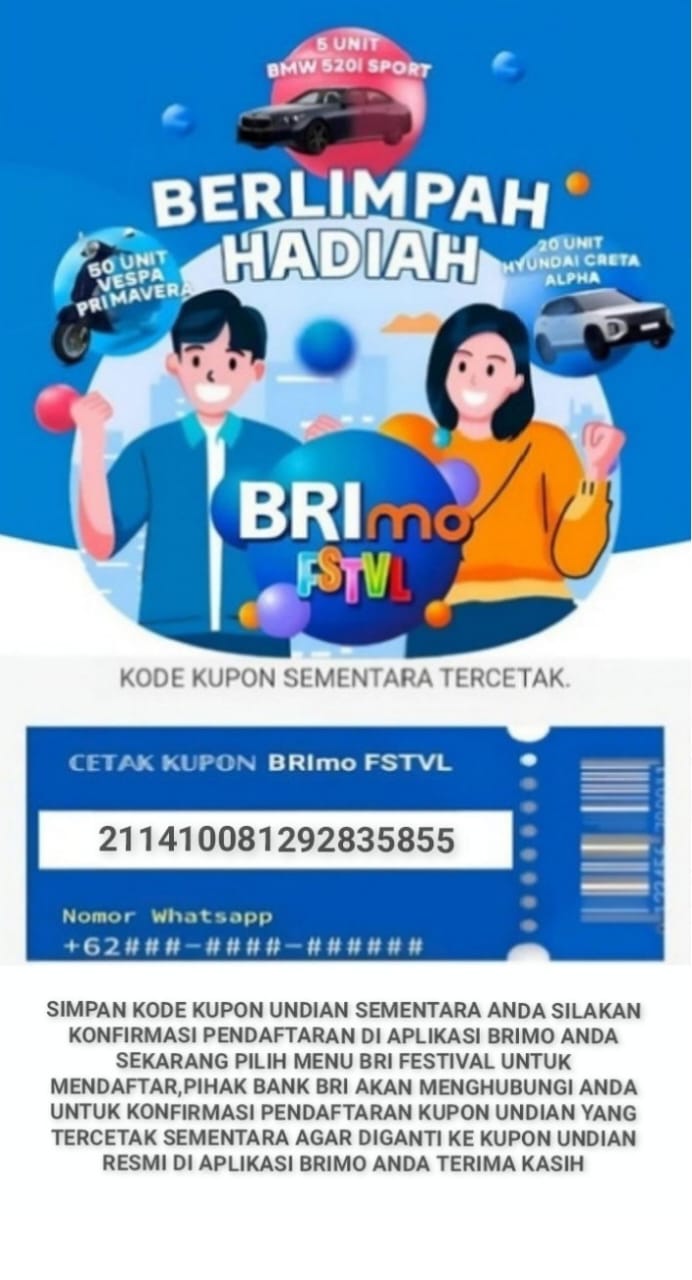 5 UNIT
BMW 520I SPORT
BERLIMPAH
HADIAH
50 UNIT
VESPA
PRIMAVERA
20 UNIT
HYUNDAI CRETA
ALPHA
BRImo
FSTVL
KODE KUPON SEMENTARA TERCETAK.
CETAK KUPON BRImo FSTVL
211410081292835855
Nomor Whatsapp
+62###-####-######
SIMPAN KODE KUPON UNDIAN SEMENTARA ANDA SILAKAN
KONFIRMASI PENDAFTARAN DI APLIKASI BRIMO ANDA
SEKARANG PILIH MENU BRI FESTIVAL UNTUK
MENDAFTAR,PIHAK BANK BRI AKAN MENGHUBUNGI ANDA
UNTUK KONFIRMASI PENDAFTARAN KUPON UNDIAN YANG
TERCETAK SEMENTARA AGAR DIGANTI KE KUPON UNDIAN
RESMI DI APLIKASI BRIMO ANDA TERIMA KASIH